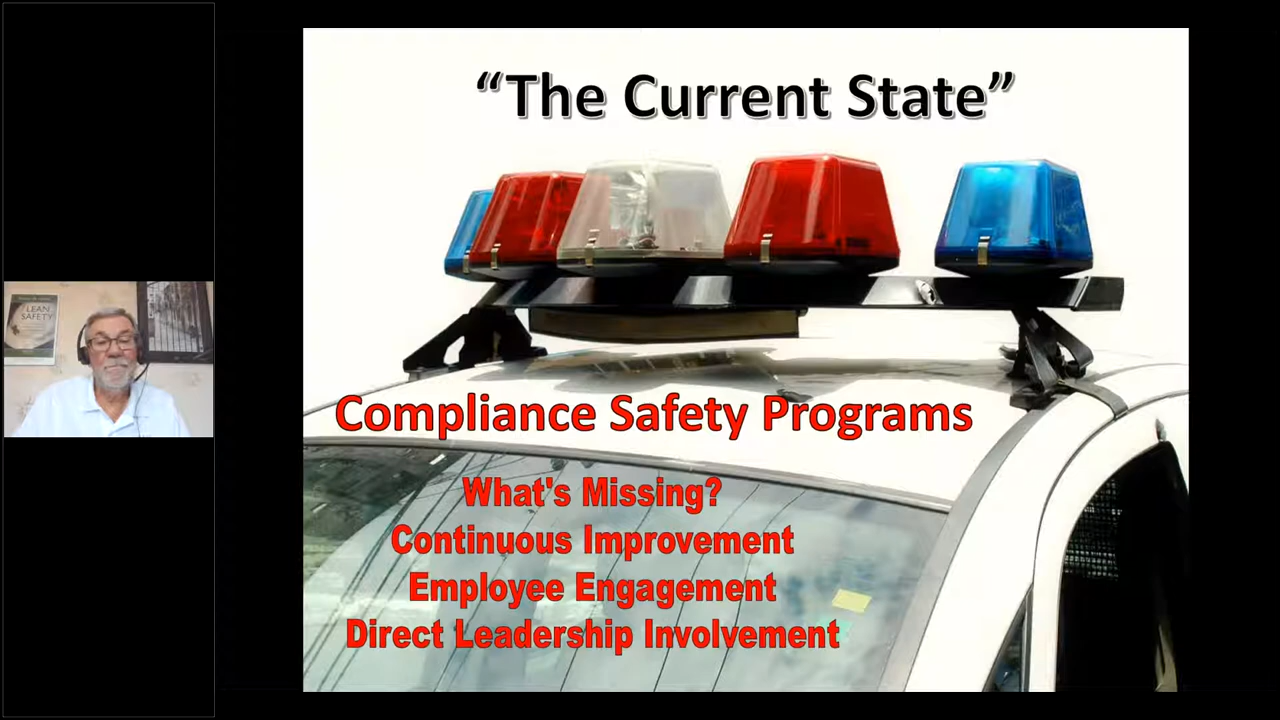 “The Current State”
Compliance Safety Programs
What's Missing?
Continuous Improvement
Employee Engagement
Direct Leadership Involvement
LEAN
SAFETY